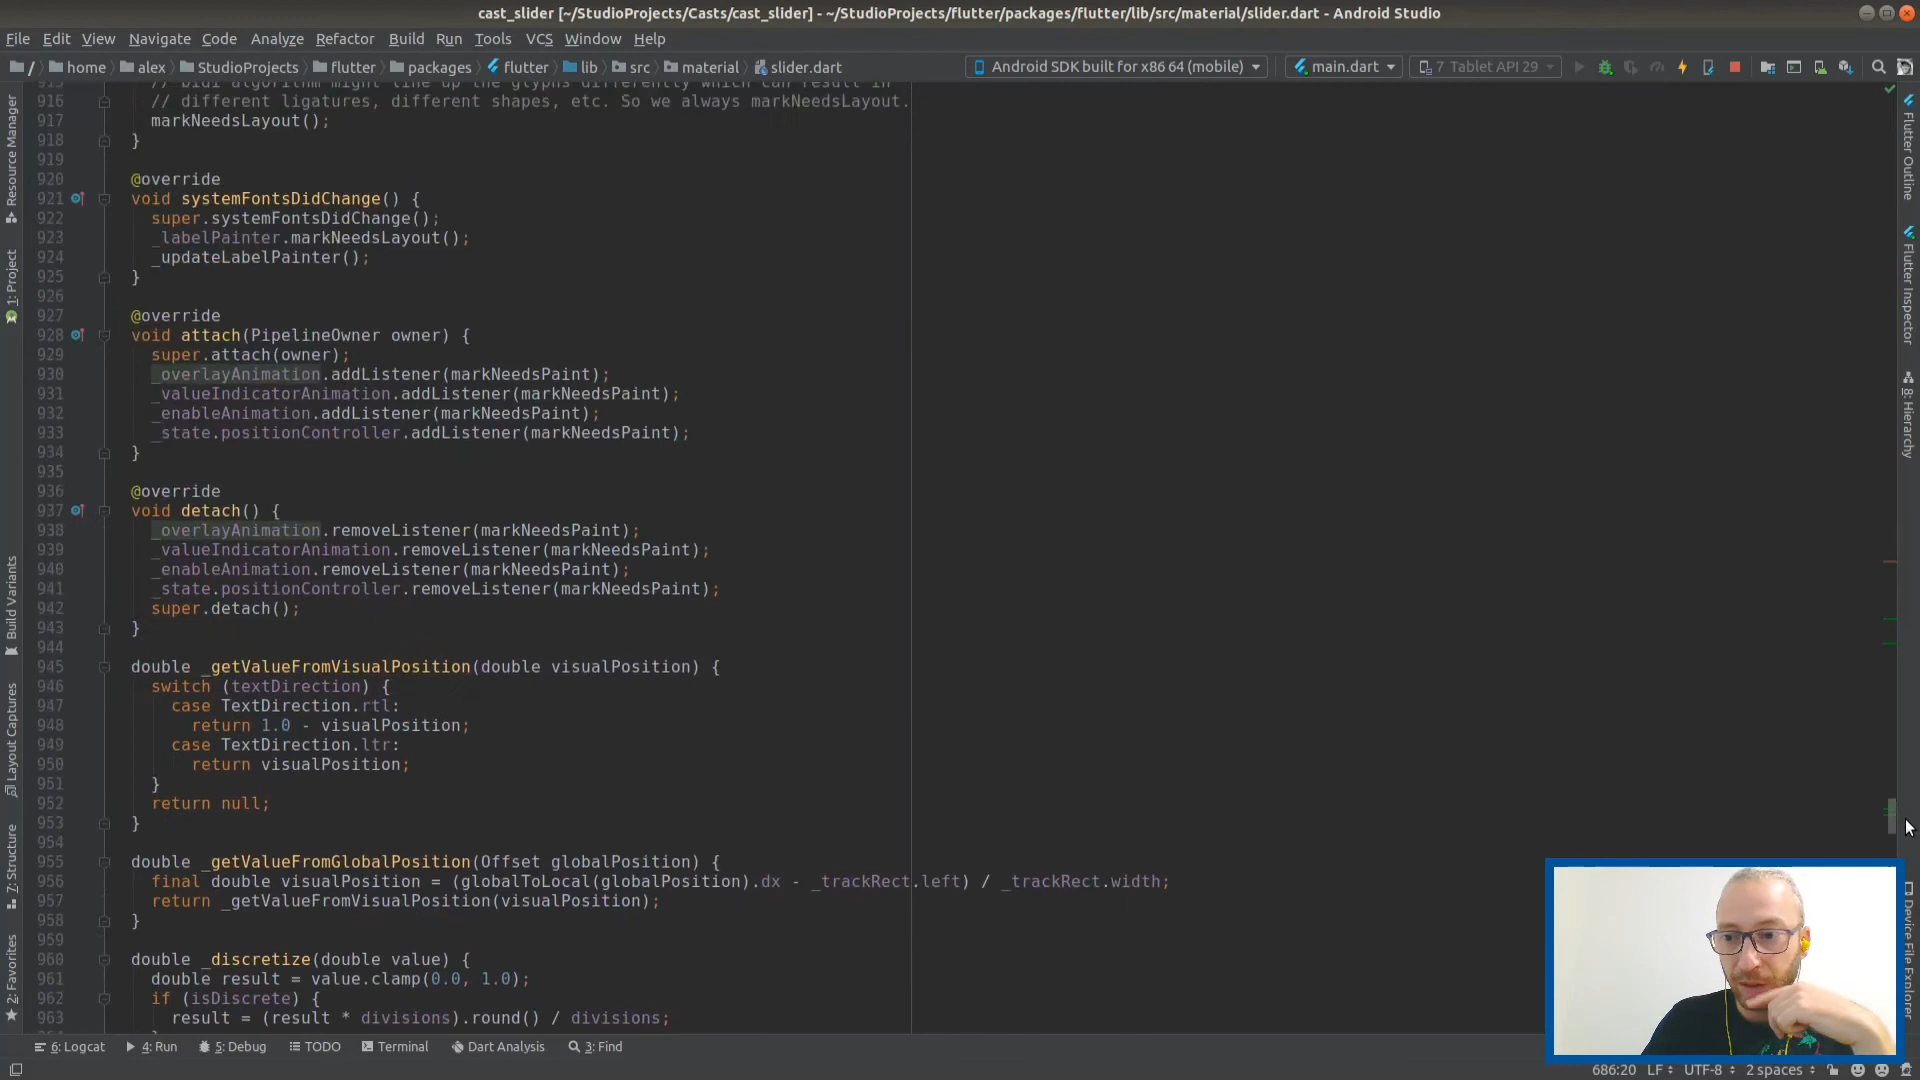 cast_slider [~/StudioProjects/Casts/cast_slider] - ~/StudioProjects/flutter/packages/flutter/lib/src/material/slider.dart - Android Studio
File Edit View Navigate Code Analyze Refactor Build Run Tools VCS Window Help
/ home alex StudioProjects flutter packages flutter lib src material slider.dart Android SDK built for x86 64 (mobile) main.dart 7 Tablet API 29
915 // bidi algorithm might line up the glyphs differently which can result in
916 // different ligatures, different shapes, etc. So we always markNeedsLayout.
917 markNeedsLayout();
918 }
919
920 @override
921 void systemFontsDidChange() {
922 super.systemFontsDidChange();
923 _labelPainter.markNeedsLayout();
924 _updateLabelPainter();
925 }
926
927 @override
928 void attach(PipelineOwner owner) {
929 super.attach(owner);
930 _overlayAnimation.addListener(markNeedsPaint);
931 _valueIndicatorAnimation.addListener(markNeedsPaint);
932 _enableAnimation.addListener(markNeedsPaint);
933 _state.positionController.addListener(markNeedsPaint);
934 }
935
936 @override
937 void detach() {
938 _overlayAnimation.removeListener(markNeedsPaint);
939 _valueIndicatorAnimation.removeListener(markNeedsPaint);
940 _enableAnimation.removeListener(markNeedsPaint);
941 _state.positionController.removeListener(markNeedsPaint);
942 super.detach();
943 }
944
945 double _getValueFromVisualPosition(double visualPosition) {
946 switch (textDirection) {
947 case TextDirection.rtl:
948 return 1.0 - visualPosition;
949 case TextDirection.ltr:
950 return visualPosition;
951 }
952 return null;
953 }
954
955 double _getValueFromGlobalPosition(Offset globalPosition) {
956 final double visualPosition = (globalToLocal(globalPosition).dx - _trackRect.left) / _trackRect.width;
957 return _getValueFromVisualPosition(visualPosition);
958 }
959
960 double _discretize(double value) {
961 double result = value.clamp(0.0, 1.0);
962 if (isDiscrete) {
963 result = (result * divisions).round() / divisions;
Resource Manager
1: Project
Build Variants
Layout Captures
7: Structure
2: Favorites
Flutter Outline
Flutter Inspector
8: Hierarchy
Device File Explorer
6: Logcat 4: Run 5: Debug TODO Terminal Dart Analysis 3: Find
686:20 LF UTF-8 2 spaces